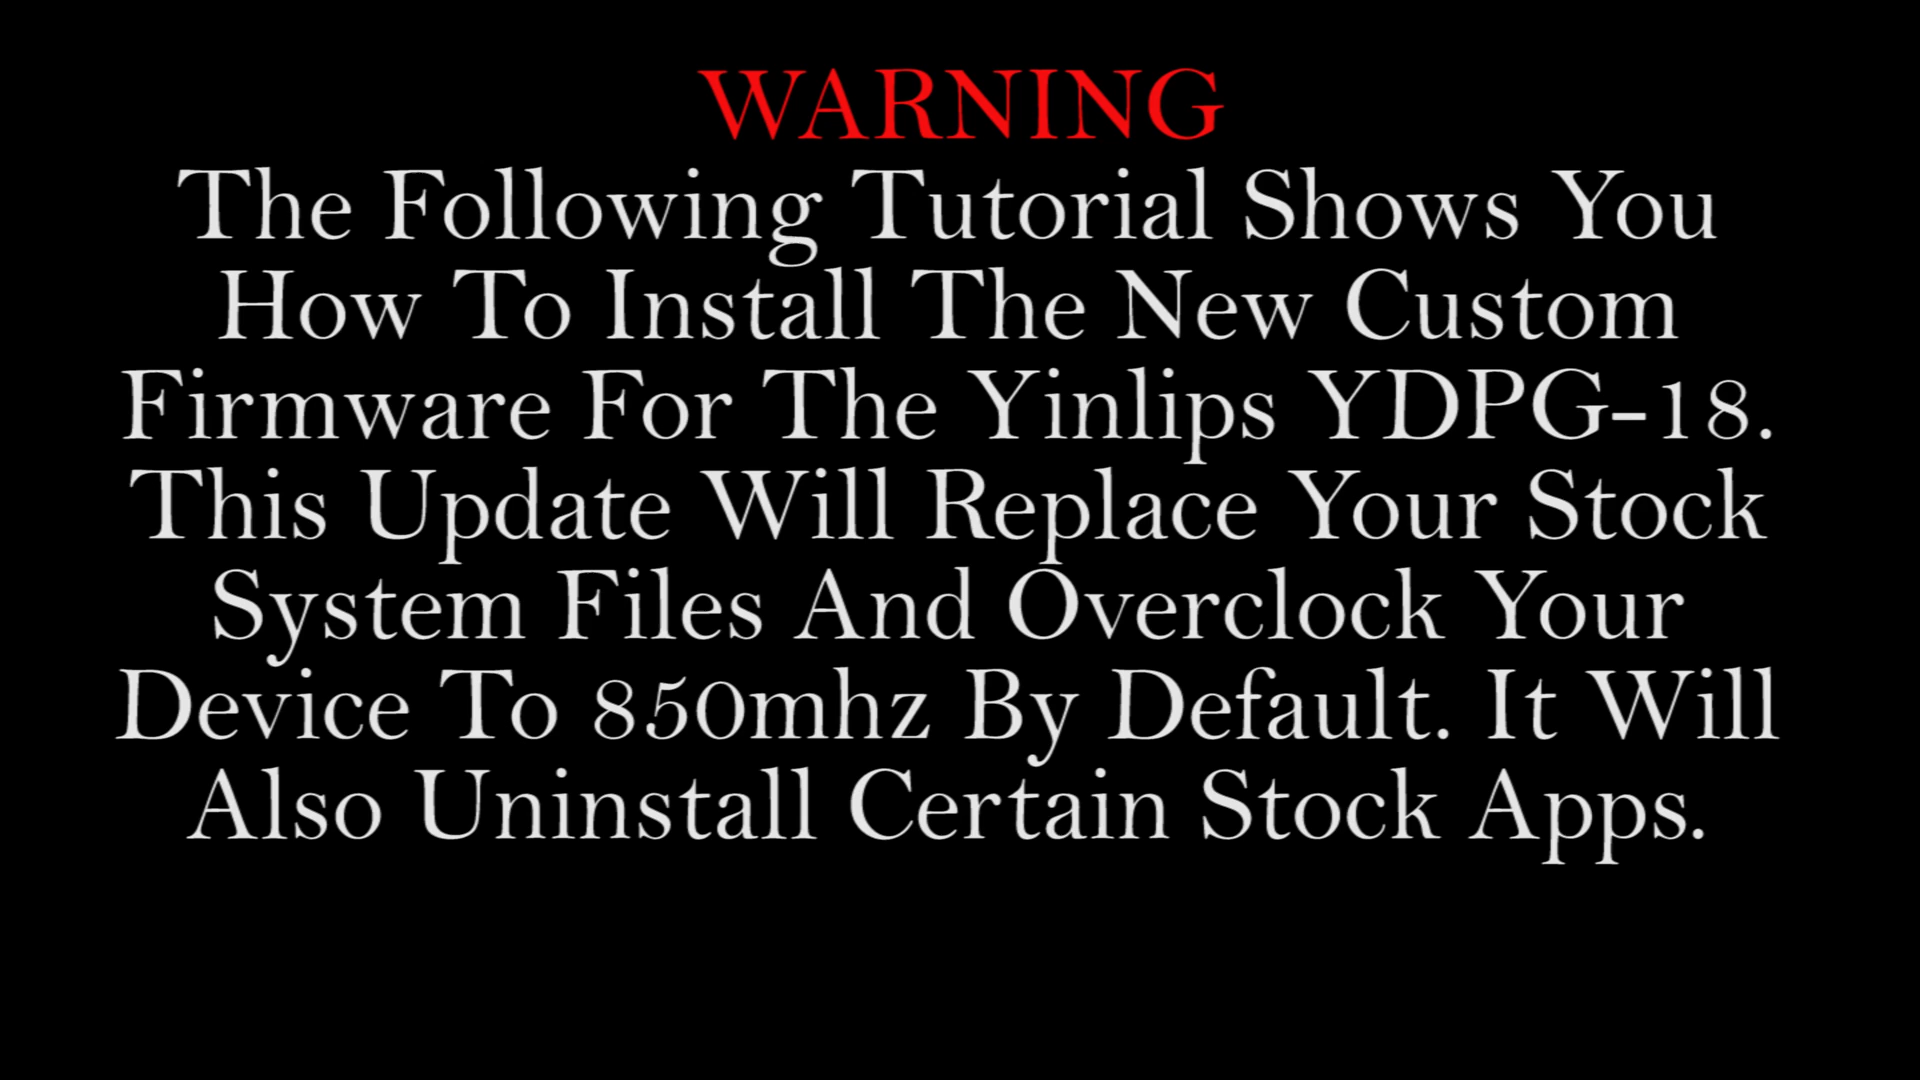 WARNING
The Following Tutorial Shows You
How To Install The New Custom
Firmware For The Yinlips YDPG-18.
This Update Will Replace Your Stock
System Files And Overclock Your
Device To 850mhz By Default. It Will
Also Uninstall Certain Stock Apps.